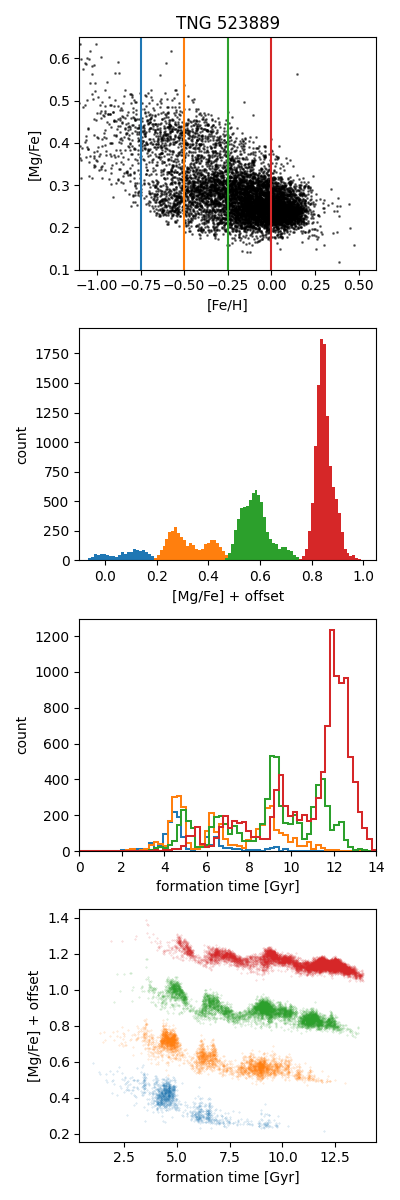 TNG 523889
0.6
0.5
0.4
0.3
0.2
0.1
[Mg/Fe]
−1.00 −0.75 −0.50 −0.25 0.00 0.25 0.50
[Fe/H]
1750
1500
1250
1000
750
500
250
0
count
0.0 0.2 0.4 0.6 0.8 1.0
[Mg/Fe] + offset
1200
1000
800
600
400
200
0
count
0 2 4 6 8 10 12 14
formation time [Gyr]
1.4
1.2
1.0
0.8
0.6
0.4
0.2
[Mg/Fe] + offset
2.5 5.0 7.5 10.0 12.5
formation time [Gyr]